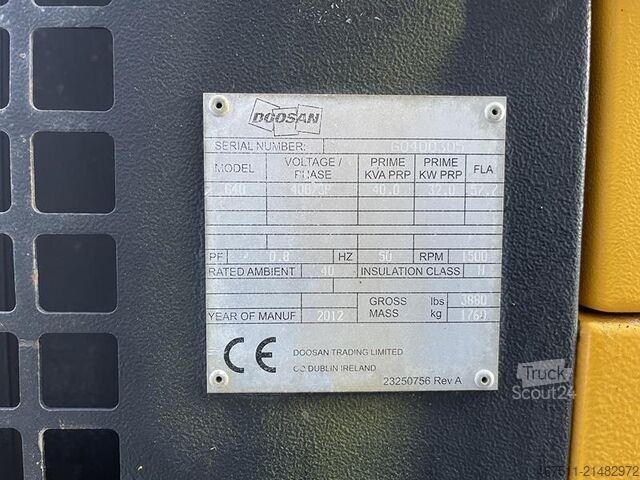 DOOSAN
SERIAL NUMBER: G0400305
MODEL VOLTAGE / PHASE PRIME KVA PRP PRIME KW PRP FLA
G40 400/3P 40.0 32.0 57.7
PF 0.8 HZ 50 RPM 1500
RATED AMBIENT 40 INSULATION CLASS H
GROSS MASS lbs 3880
YEAR OF MANUF 2012 kg 1760
CE
DOOSAN TRADING LIMITED
CO DUBLIN IRELAND
23250756 Rev A
Truck
Scout24
67511-21482972